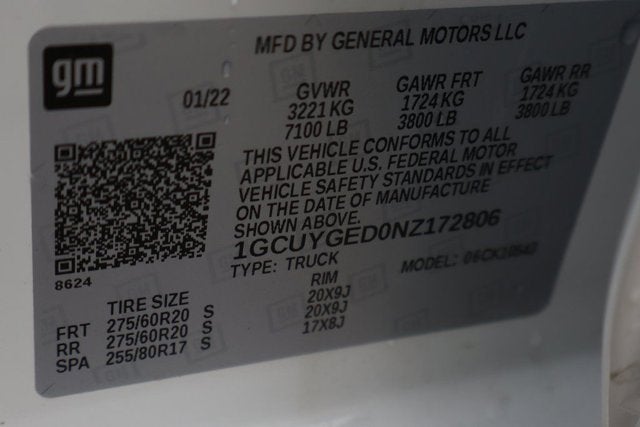 gm
MFD BY GENERAL MOTORS LLC
01/22
GVWR GAWR FRT GAWR RR
3221 KG 1724 KG 1724 KG
7100 LB 3800 LB 3800 LB
THIS VEHICLE CONFORMS TO ALL
APPLICABLE U.S. FEDERAL MOTOR
VEHICLE SAFETY STANDARDS IN EFFECT
ON THE DATE OF MANUFACTURE
SHOWN ABOVE.
1GCUYGED0NZ172806
TYPE: TRUCK MODEL:
8624
TIRE SIZE RIM
FRT 275/60R20 S 20X9J
RR 275/60R20 S 20X9J
SPA 255/80R17 S 17X8J